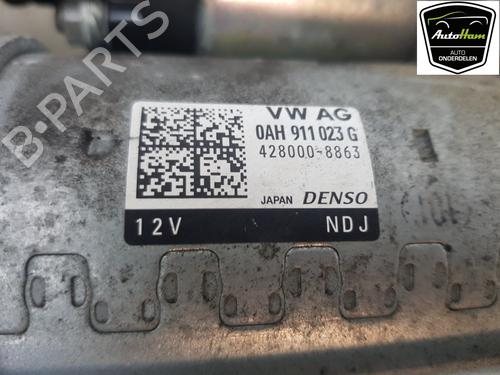 AutoHam
AUTO
ONDERDELEN
B-PARTS
VW AG
0AH 911 023 G
428000-8863
JAPAN DENSO
12V NDJ